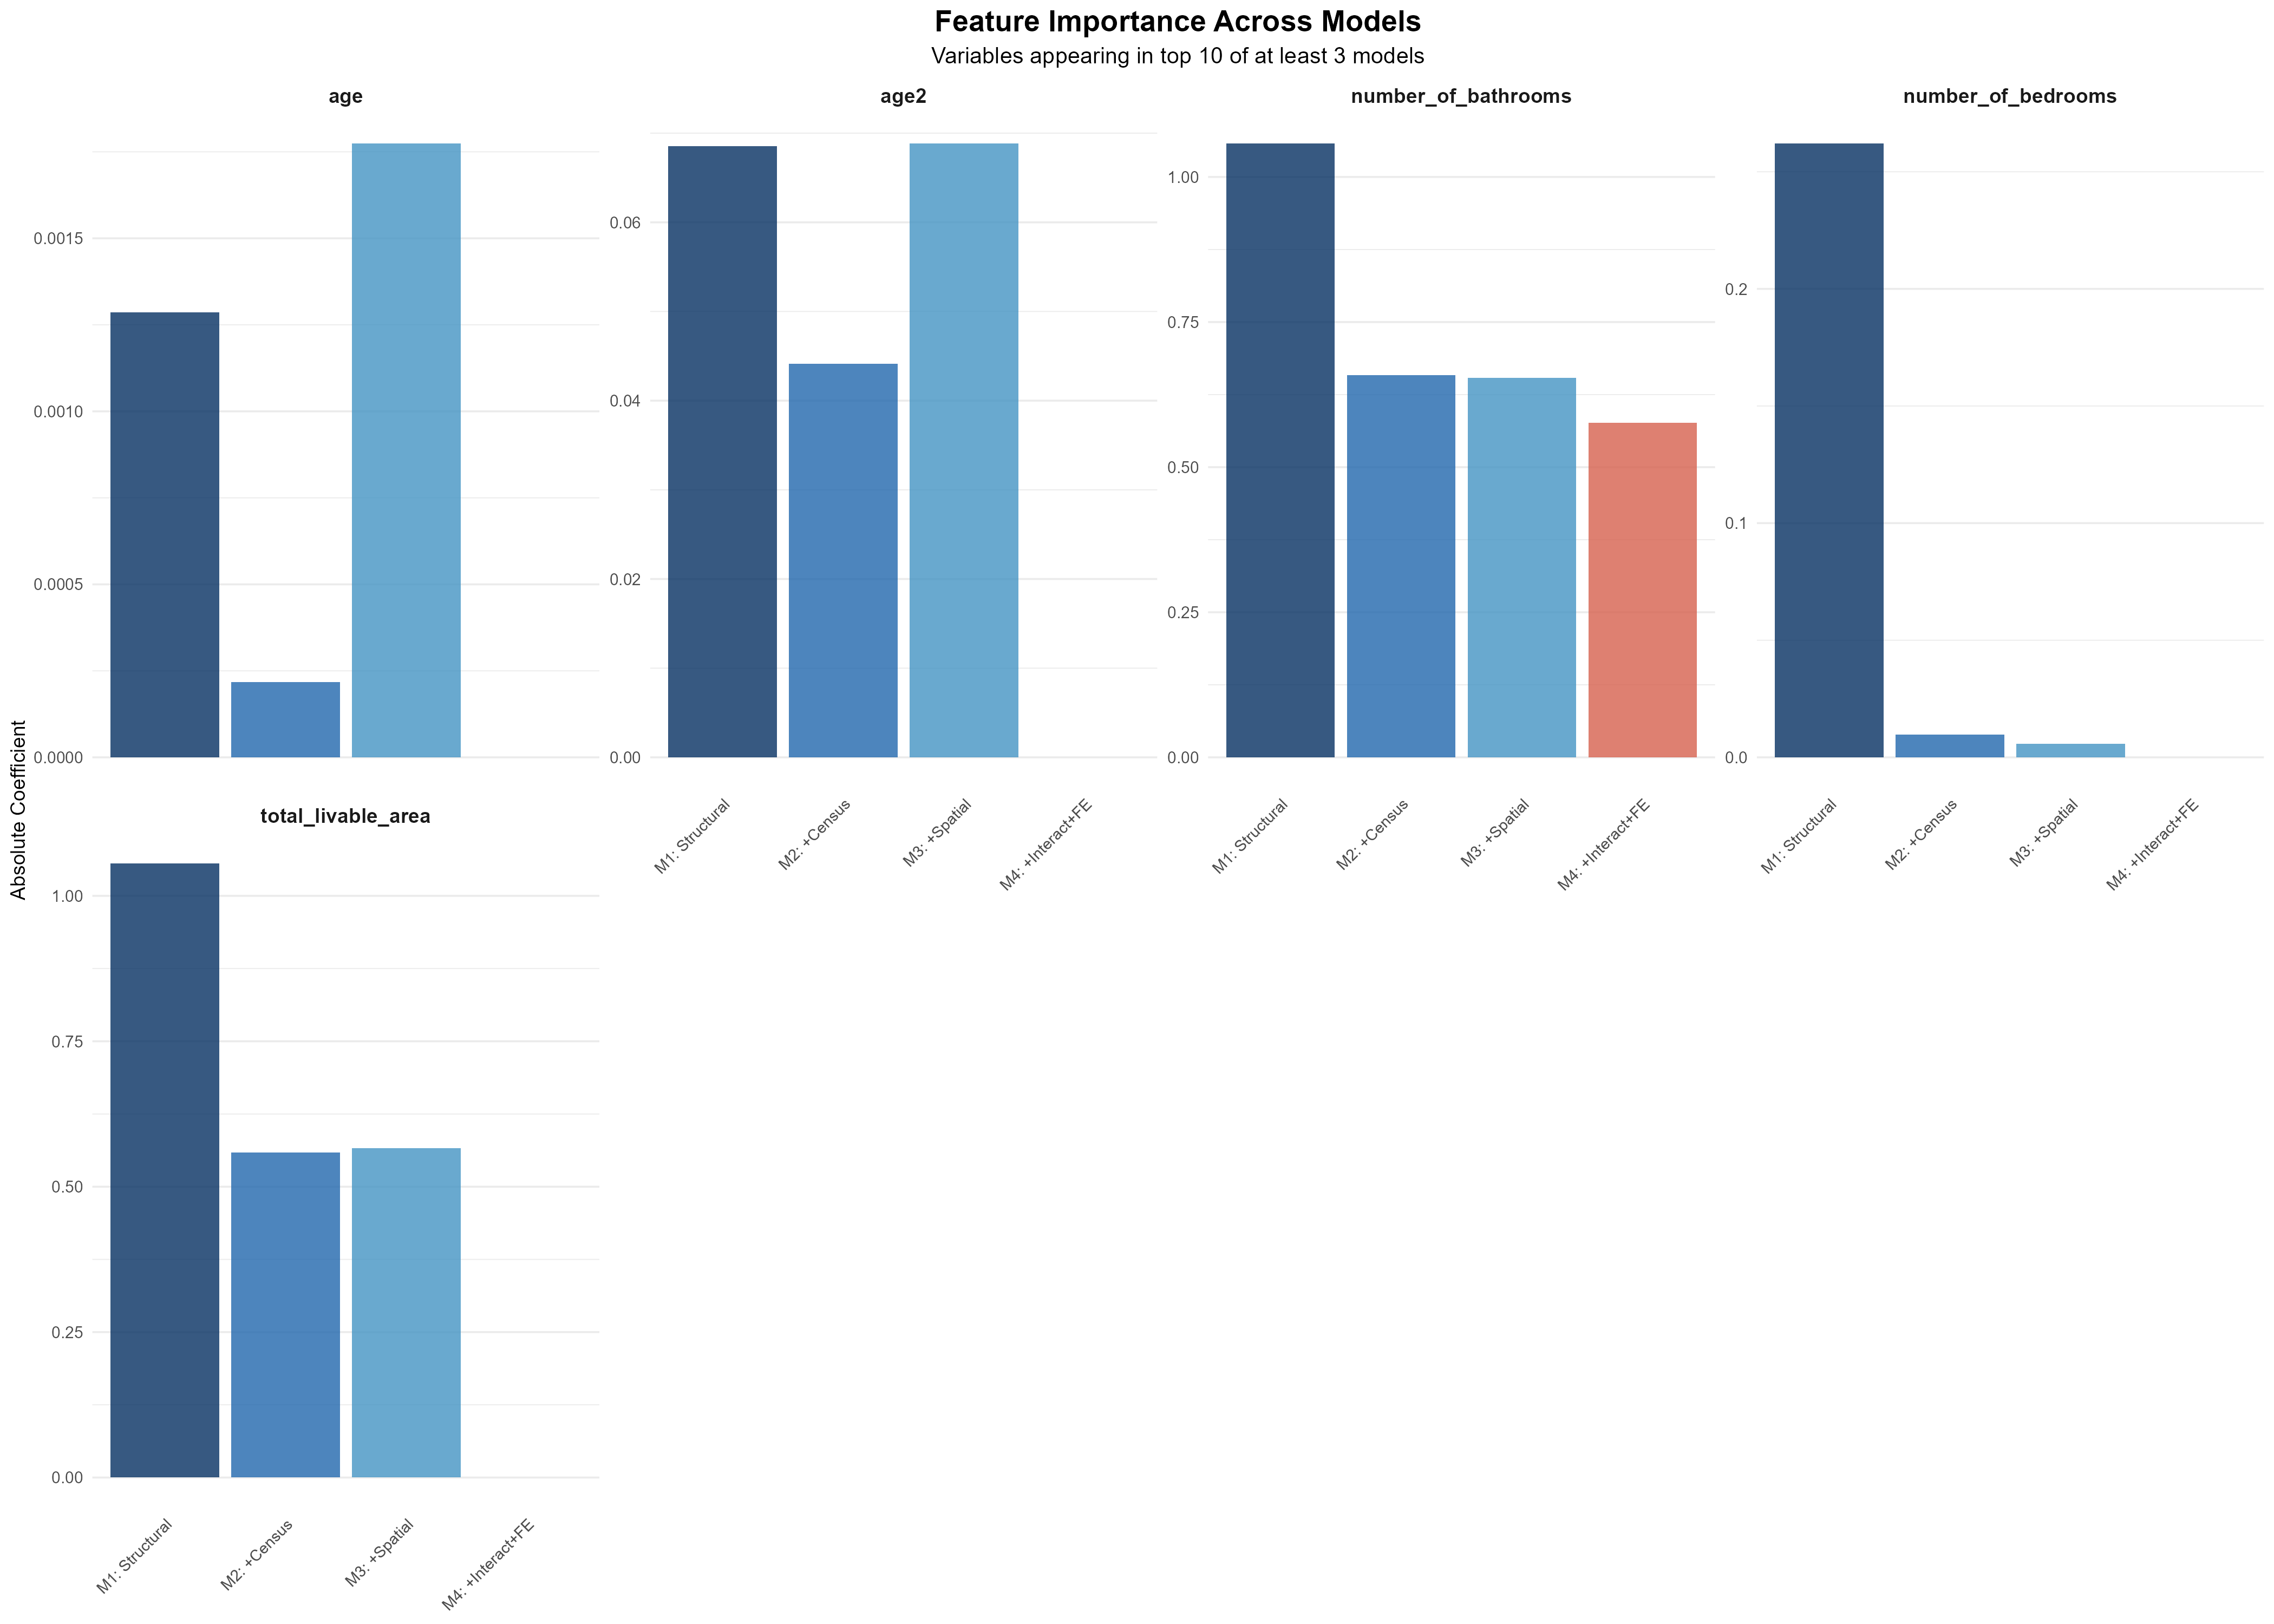 Feature Importance Across Models
Variables appearing in top 10 of at least 3 models
age
age2
number_of_bathrooms
number_of_bedrooms
0.0015
0.0010
0.0005
0.0000
0.06
0.04
0.02
0.00
1.00
0.75
0.50
0.25
0.00
0.2
0.1
0.0
Absolute Coefficient
M1: Structural
M2: +Census
M3: +Spatial
M4: +Interact+FE
M1: Structural
M2: +Census
M3: +Spatial
M4: +Interact+FE
M1: Structural
M2: +Census
M3: +Spatial
M4: +Interact+FE
total_livable_area
1.00
0.75
0.50
0.25
0.00
M1: Structural
M2: +Census
M3: +Spatial
M4: +Interact+FE